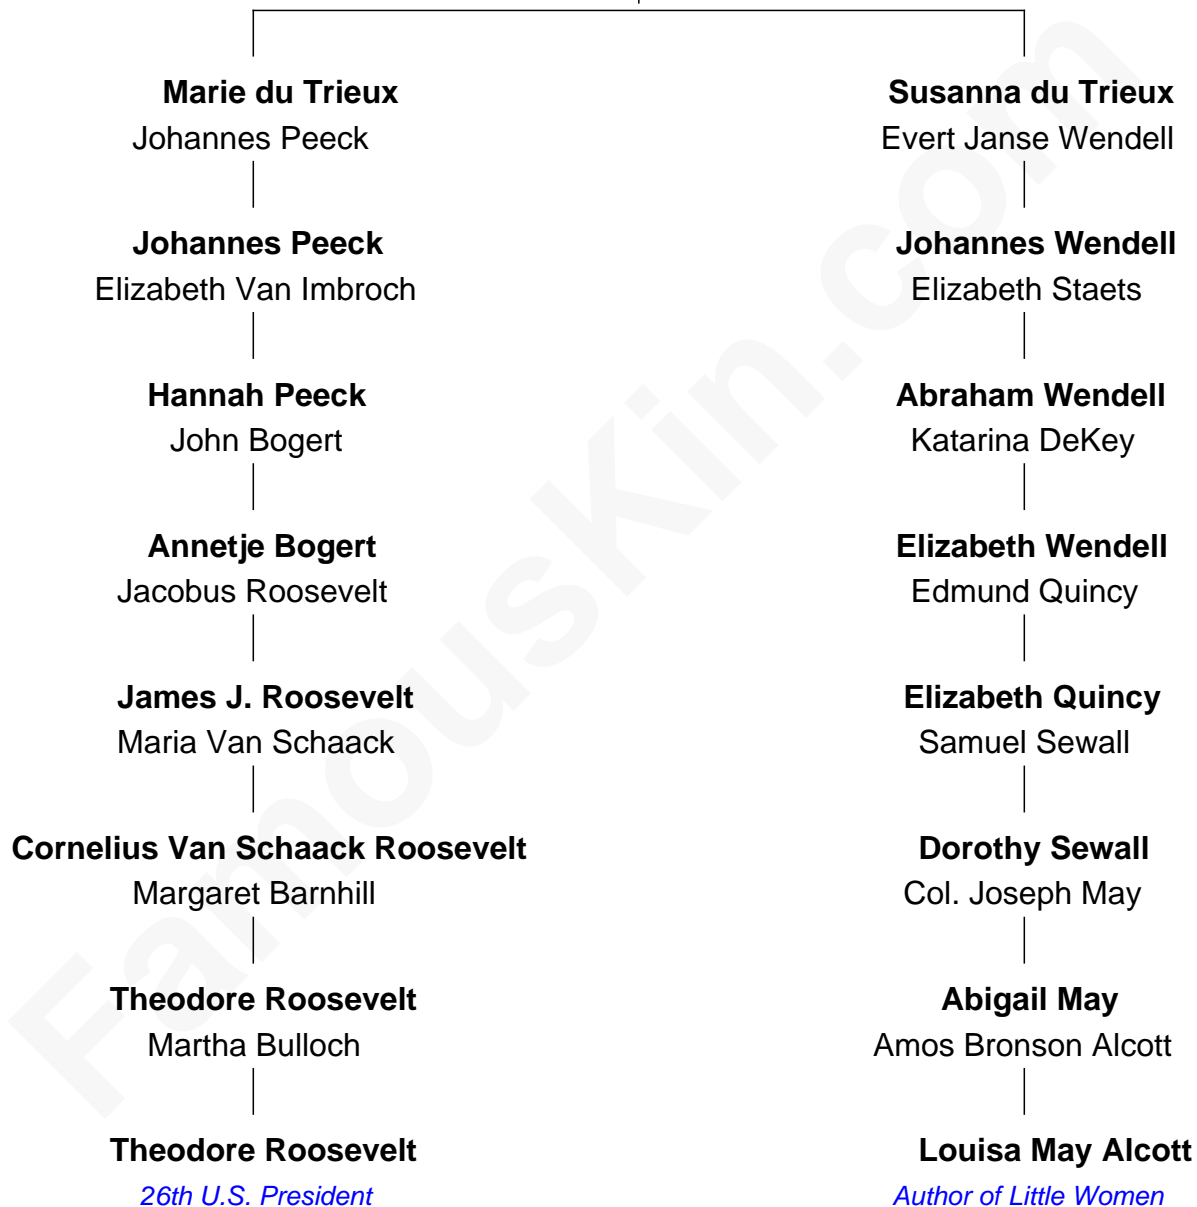 Marie du Trieux
Johannes Peeck
Susanna du Trieux
Evert Janse Wendell
Johannes Peeck
Elizabeth Van Imbroch
Johannes Wendell
Elizabeth Staets
Hannah Peeck
John Bogert
Abraham Wendell
Katarina DeKey
Annetje Bogert
Jacobus Roosevelt
Elizabeth Wendell
Edmund Quincy
James J. Roosevelt
Maria Van Schaack
Elizabeth Quincy
Samuel Sewall
Cornelius Van Schaack Roosevelt
Margaret Barnhill
Dorothy Sewall
Col. Joseph May
Theodore Roosevelt
Martha Bulloch
Abigail May
Amos Bronson Alcott
Theodore Roosevelt
26th U.S. President
Louisa May Alcott
Author of Little Women
FamousKin.com